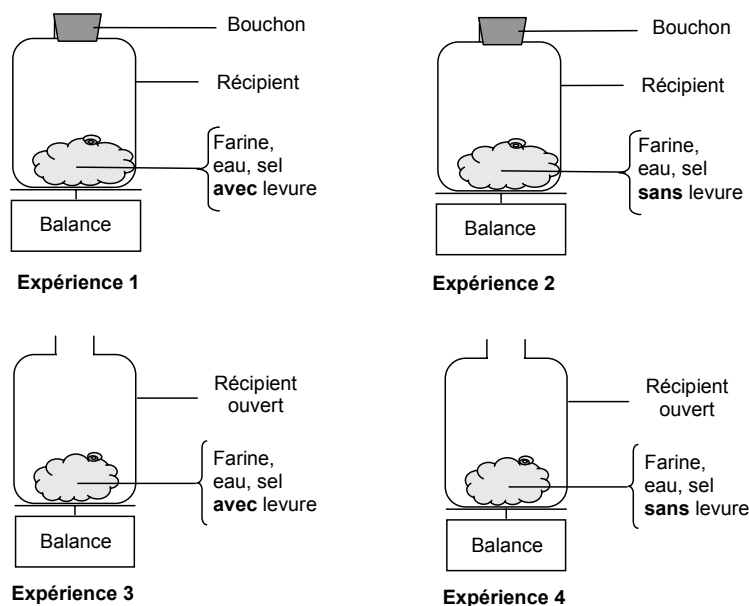 Bouchon
Récipient
Farine,
eau, sel
avec levure
Balance
Expérience 1
Bouchon
Récipient
Farine,
eau, sel
sans levure
Balance
Expérience 2
Récipient
ouvert
Farine,
eau, sel
avec levure
Balance
Expérience 3
Récipient
ouvert
Farine,
eau, sel
sans levure
Balance
Expérience 4